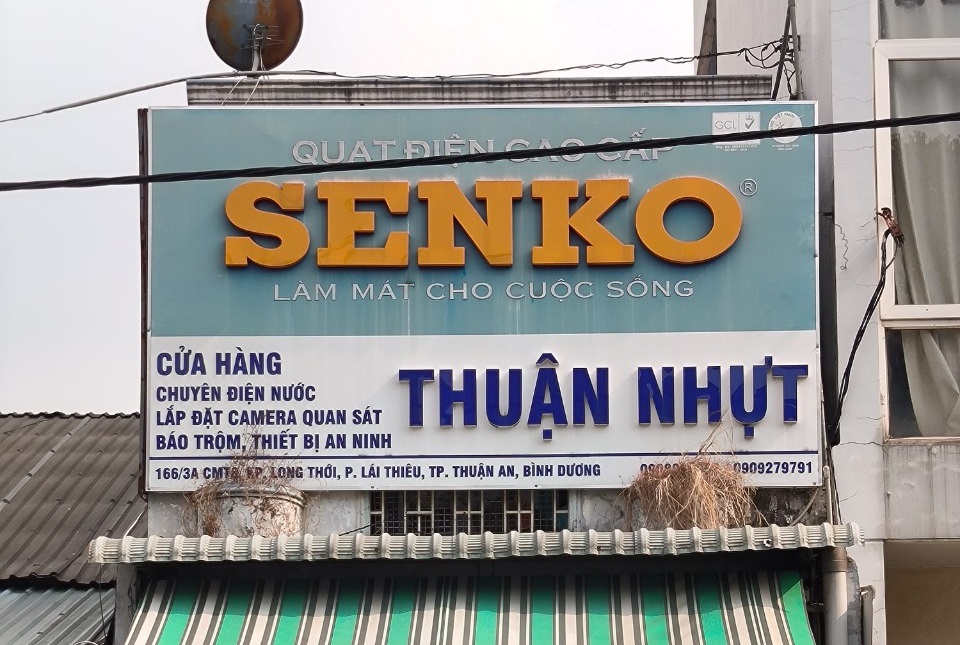 QUẠT ĐIỆN CAO CẤP
GCL
SENKO®
LÀM MÁT CHO CUỘC SỐNG
CỬA HÀNG
CHUYÊN ĐIỆN NƯỚC
LẮP ĐẶT CAMERA QUAN SÁT
BÁO TRỘM, THIẾT BỊ AN NINH
THUẬN NHỰT
166/3A LONG THỚI, P. LÁI THIÊU, TP. THUẬN AN, BÌNH DƯƠNG
0909279791